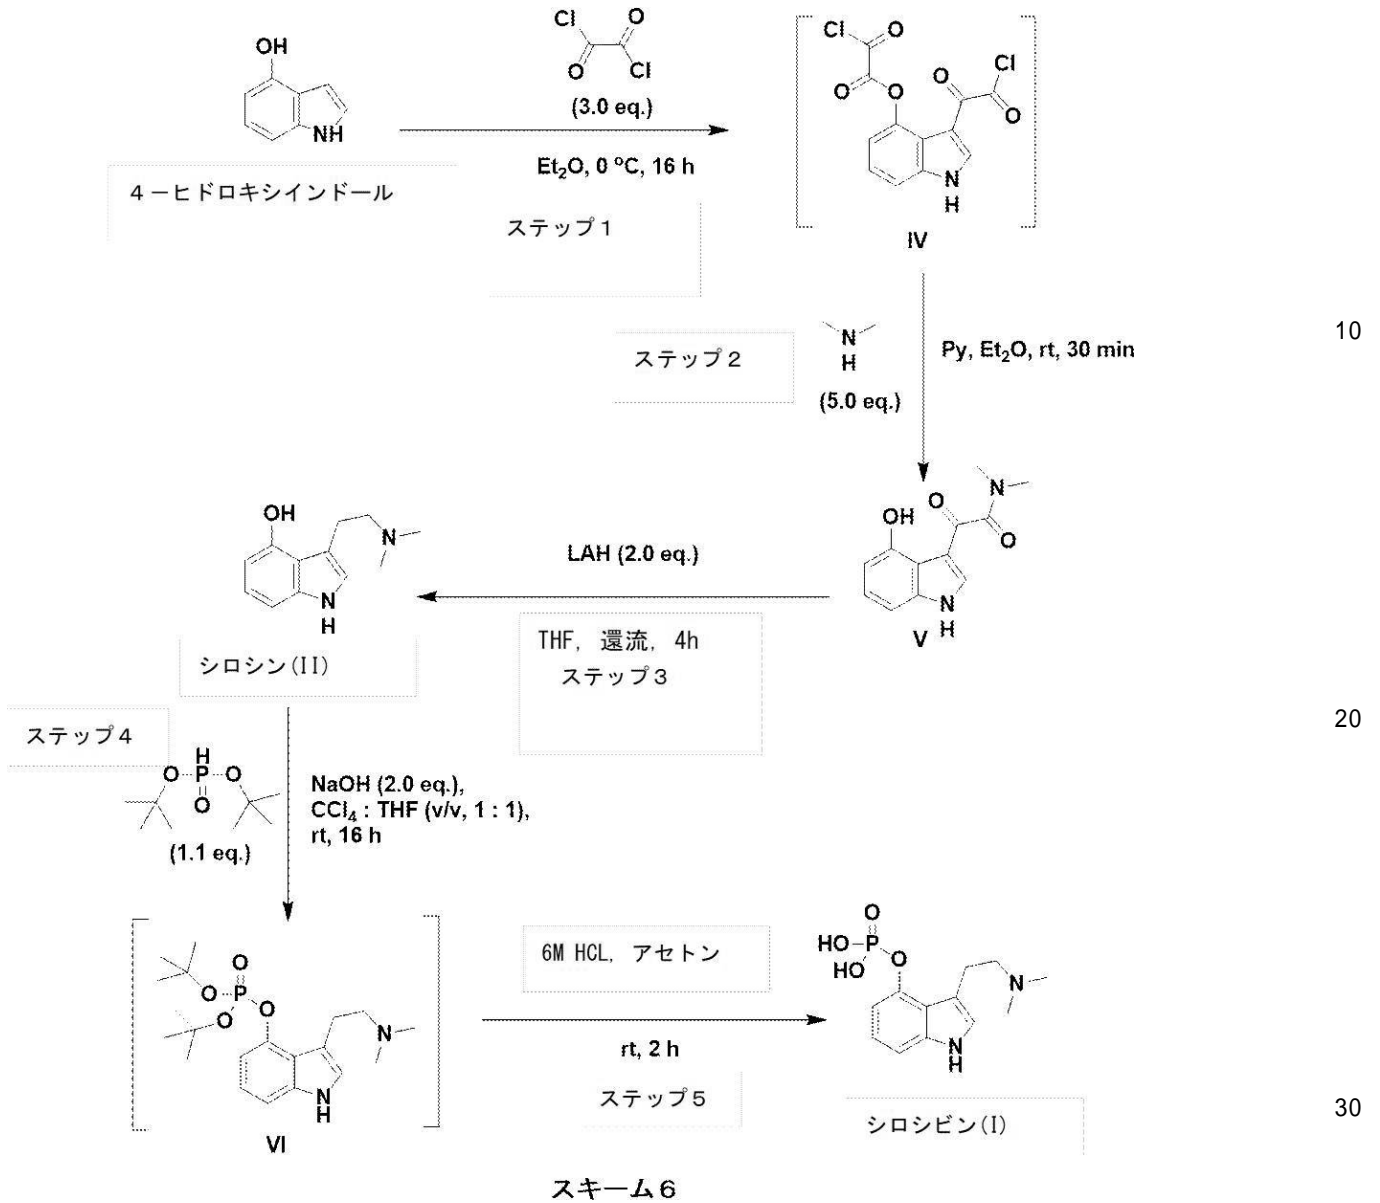 Cl O
OH
O Cl
(3.0 eq.)
NH
Et₂O, 0 °C, 16 h
4－ヒドロキシインドール
ステップ1
Cl O
O O
O Cl
O
N
H
IV
ステップ2
N
H
(5.0 eq.)
Py, Et₂O, rt, 30 min
10
OH
N
N
H
シロシン(II)
LAH (2.0 eq.)
THF, 還流, 4h
ステップ3
OH O N
O
N
H
V
20
ステップ4
H
O P O
O
(1.1 eq.)
NaOH (2.0 eq.),
CCl₄ : THF (v/v, 1 : 1),
rt, 16 h
O
O P O
O
N
N
H
VI
6M HCL, アセトン
rt, 2 h
ステップ5
O
HO P O
HO
N
N
H
シロシビン(I)
30
スキーム6